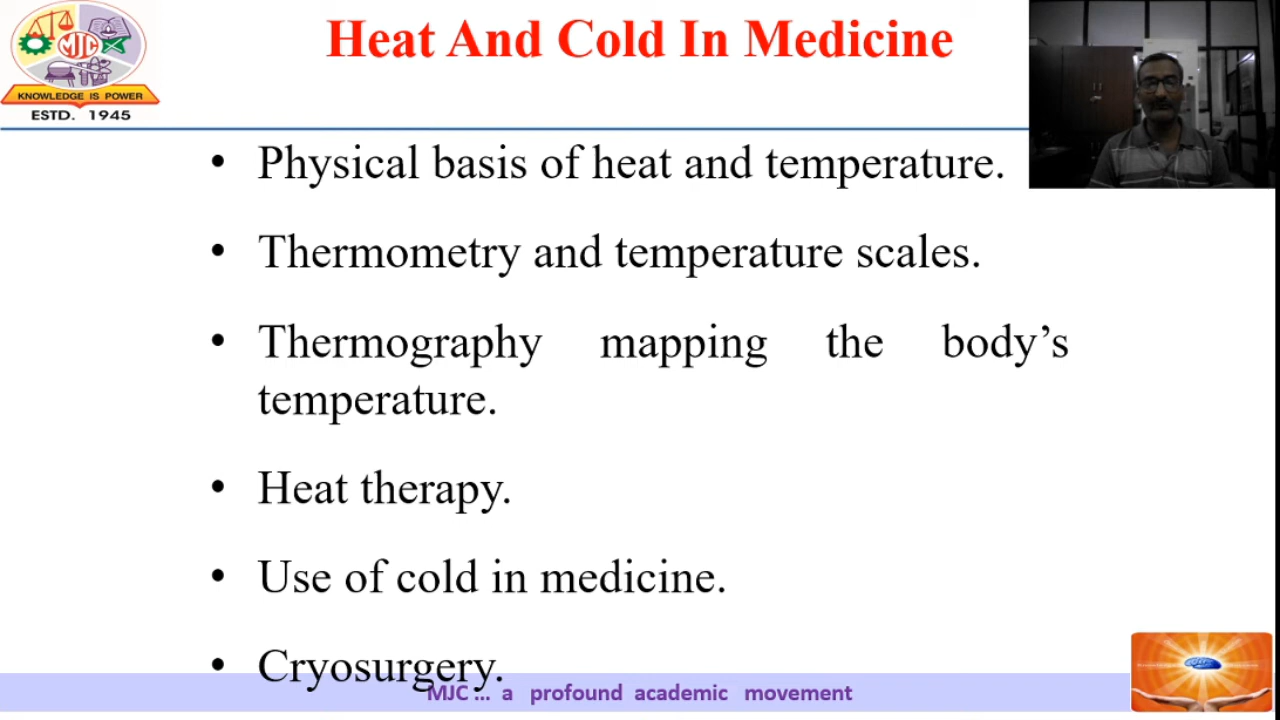 Heat And Cold In Medicine
MJC
KNOWLEDGE IS POWER
ESTD. 1945
• Physical basis of heat and temperature.
• Thermometry and temperature scales.
• Thermography mapping the body’s
temperature.
• Heat therapy.
• Use of cold in medicine.
• Cryosurgery.
MJC ... a profound academic movement